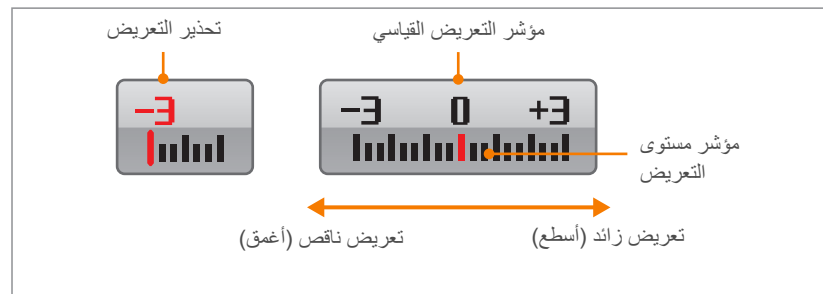 مؤشر التعريض القياسي
تحذير التعريض
-3 0 +3
-3
مؤشر مستوى
التعريض
تعريض زائد (أسطع)
تعريض ناقص (أغمق)